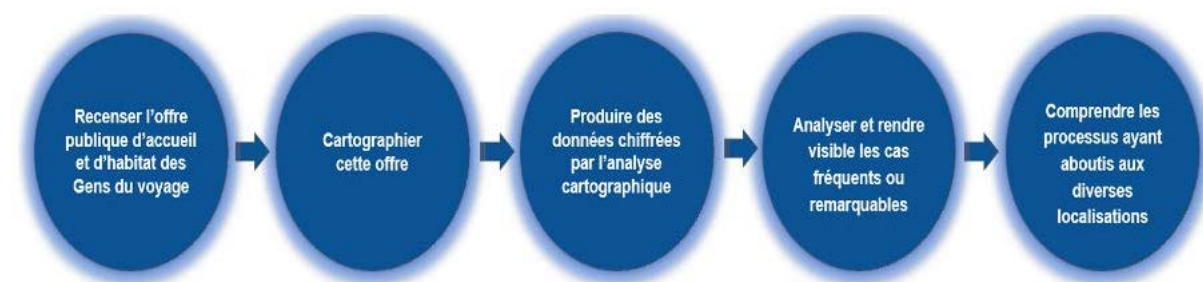 Recenser l'offre
publique d'accueil
et d'habitat des
Gens du voyage
Cartographier
cette offre
Produire des
données chiffrées
par l'analyse
cartographique
Analyser et rendre
visible les cas
fréquents ou
remarquables
Comprendre les
processus ayant
aboutis aux
diverses
localisations